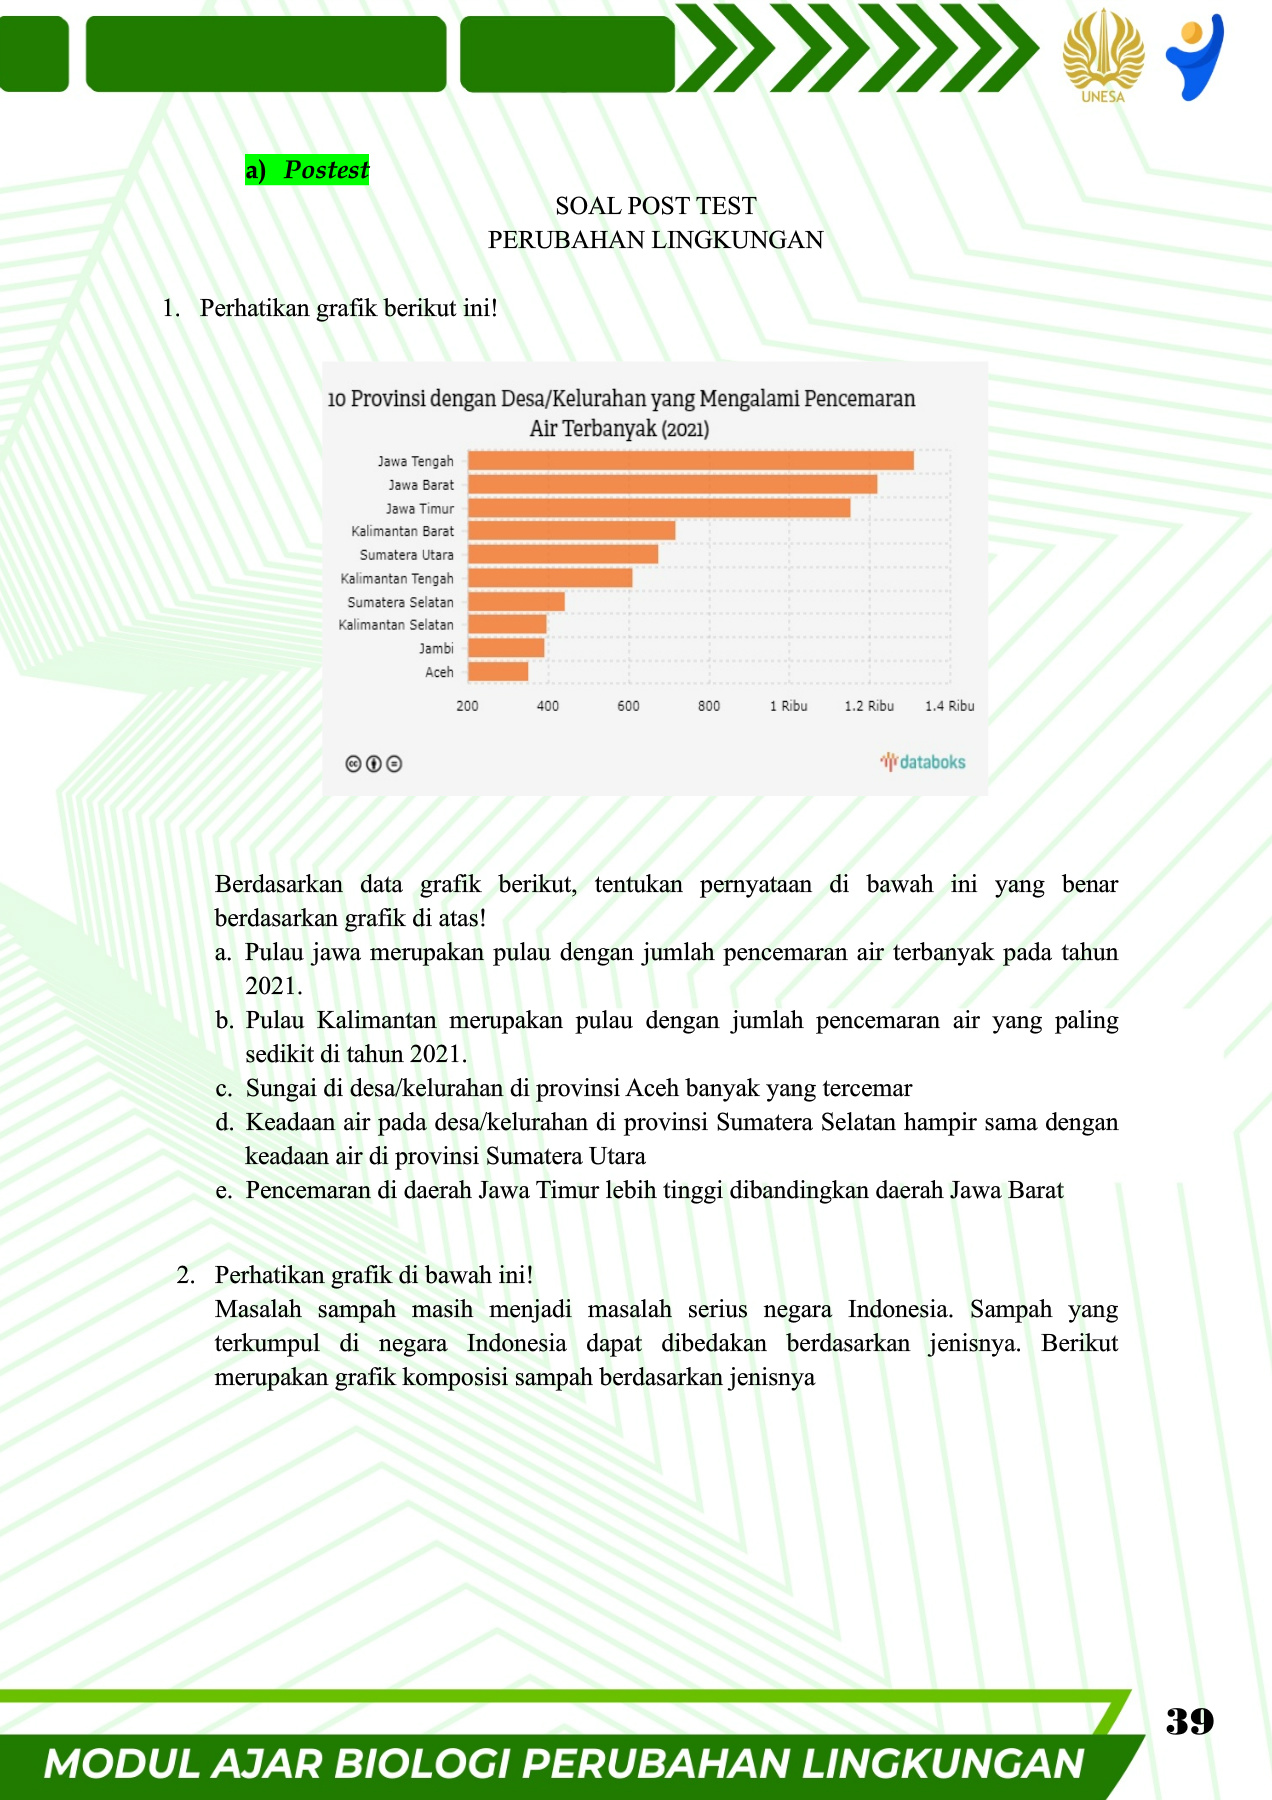 UNESA
a) Postest
SOAL POST TEST
PERUBAHAN LINGKUNGAN
1. Perhatikan grafik berikut ini!
10 Provinsi dengan Desa/Kelurahan yang Mengalami Pencemaran
Air Terbanyak (2021)
Jawa Tengah
Jawa Barat
Jawa Timur
Kalimantan Barat
Sumatera Utara
Kalimantan Tengah
Sumatera Selatan
Kalimantan Selatan
Jambi
Aceh
200 400 600 800 1 Ribu 1.2 Ribu 1.4 Ribu
cc
databoks
Berdasarkan data grafik berikut, tentukan pernyataan di bawah ini yang benar
berdasarkan grafik di atas!
a. Pulau jawa merupakan pulau dengan jumlah pencemaran air terbanyak pada tahun
2021.
b. Pulau Kalimantan merupakan pulau dengan jumlah pencemaran air yang paling
sedikit di tahun 2021.
c. Sungai di desa/kelurahan di provinsi Aceh banyak yang tercemar
d. Keadaan air pada desa/kelurahan di provinsi Sumatera Selatan hampir sama dengan
keadaan air di provinsi Sumatera Utara
e. Pencemaran di daerah Jawa Timur lebih tinggi dibandingkan daerah Jawa Barat
2. Perhatikan grafik di bawah ini!
Masalah sampah masih menjadi masalah serius negara Indonesia. Sampah yang
terkumpul di negara Indonesia dapat dibedakan berdasarkan jenisnya. Berikut
merupakan grafik komposisi sampah berdasarkan jenisnya
39
MODUL AJAR BIOLOGI PERUBAHAN LINGKUNGAN